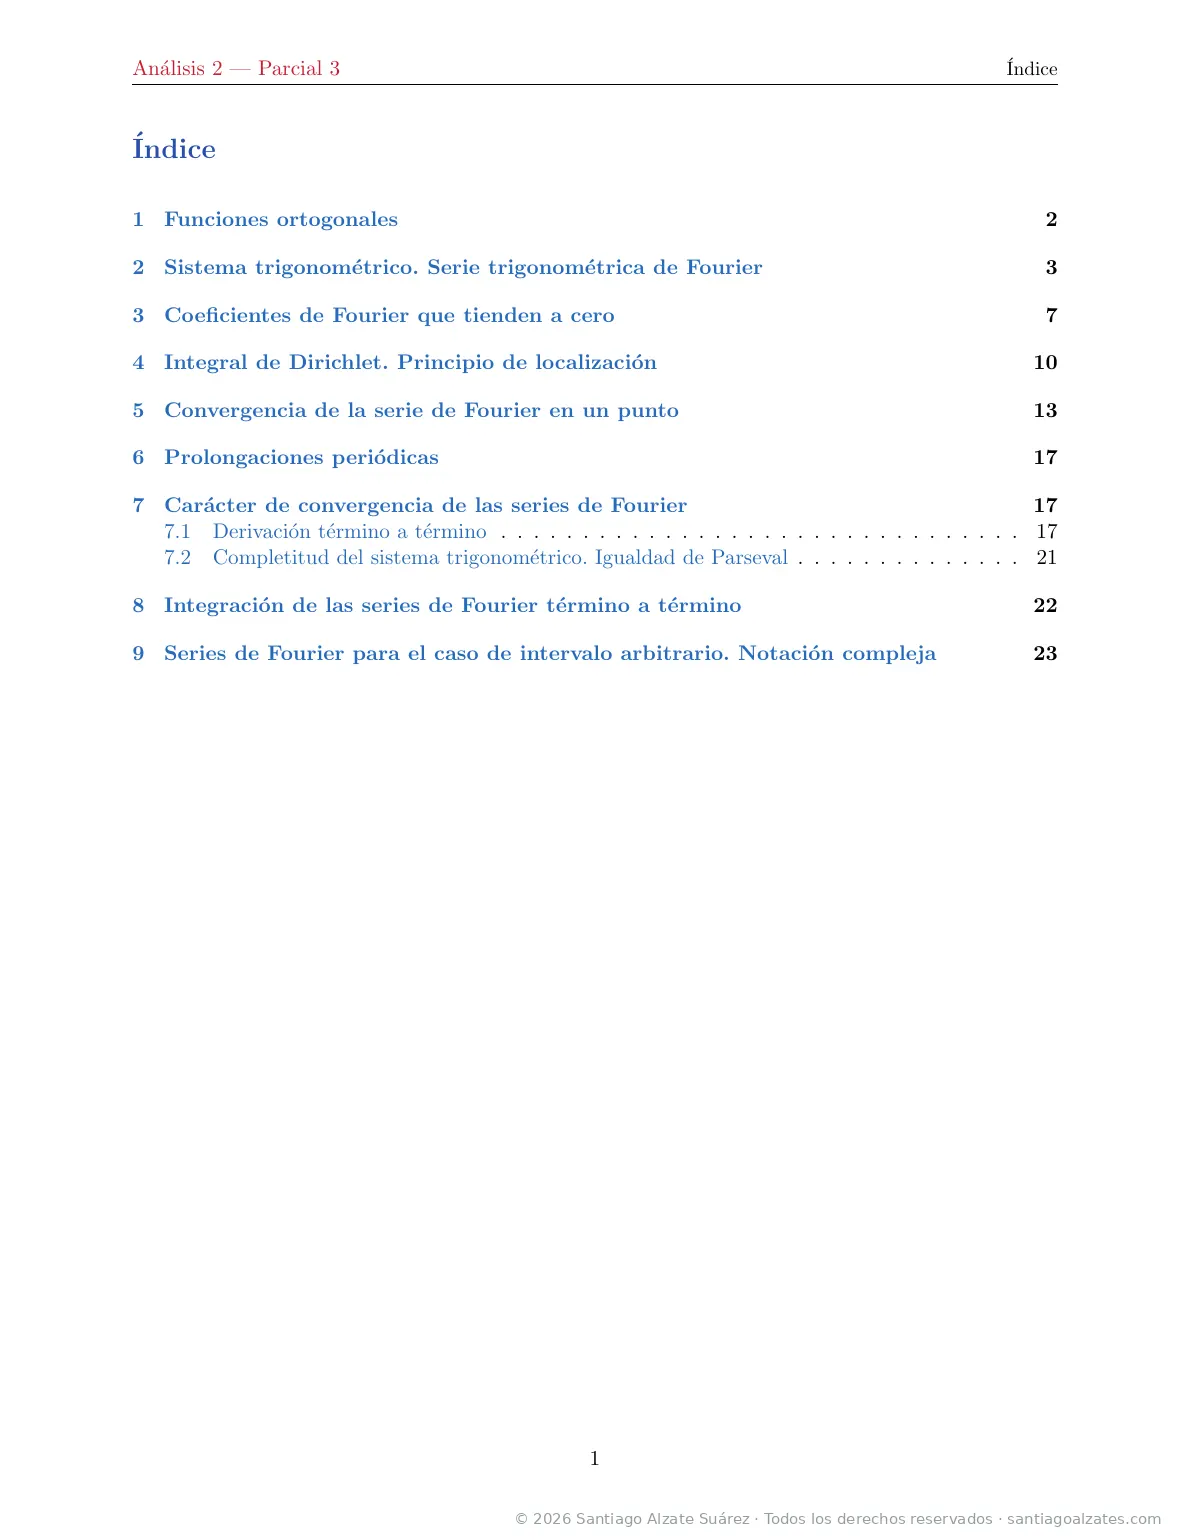 Análisis 2 — Parcial 3 Índice
Índice
1 Funciones ortogonales 2
2 Sistema trigonométrico. Serie trigonométrica de Fourier 3
3 Coeficientes de Fourier que tienden a cero 7
4 Integral de Dirichlet. Principio de localización 10
5 Convergencia de la serie de Fourier en un punto 13
6 Prolongaciones periódicas 17
7 Carácter de convergencia de las series de Fourier 17
7.1 Derivación término a término . . . . . . . . . . . . . . . . . . . . . . . . . . . . . . . . 17
7.2 Completitud del sistema trigonométrico. Igualdad de Parseval . . . . . . . . . . . . . . 21
8 Integración de las series de Fourier término a término 22
9 Series de Fourier para el caso de intervalo arbitrario. Notación compleja 23
1
© 2026 Santiago Alzate Suárez · Todos los derechos reservados · santiagoalzates.com